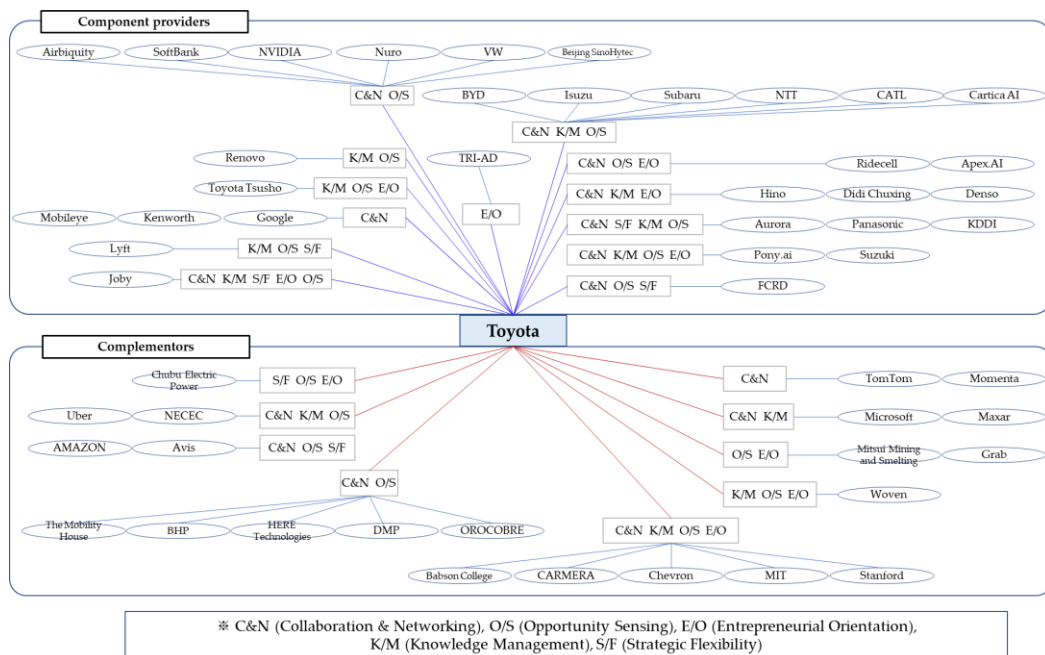 Component providers
Airbiquity
SoftBank
NVIDIA
Nuro
VW
Beijing SinoHytec
C&N O/S
BYD
Isuzu
Subaru
NTT
CATL
Cartica AI
C&N K/M O/S
Renovo
K/M O/S
TRI-AD
C&N O/S E/O
Ridecell
Apex.AI
Toyota Tsusho
K/M O/S E/O
E/O
C&N K/M E/O
Hino
Didi Chuxing
Denso
Mobileye
Kenworth
Google
C&N
C&N S/F K/M O/S
Aurora
Panasonic
KDDI
Lyft
K/M O/S S/F
C&N K/M O/S E/O
Pony.ai
Suzuki
Joby
C&N K/M S/F E/O O/S
C&N O/S S/F
FCRD
Toyota
Complementors
Chubu Electric
Power
S/F O/S E/O
C&N
TomTom
Momenta
Uber
NECEC
C&N K/M O/S
C&N K/M
Microsoft
Maxar
AMAZON
Avis
C&N O/S S/F
O/S E/O
Mitsui Mining
and Smelting
Grab
C&N O/S
K/M O/S E/O
Woven
The Mobility
House
BHP
HERE
Technologies
DMP
OROCOBRE
C&N K/M O/S E/O
Babson College
CARMERA
Chevron
MIT
Stanford
※ C&N (Collaboration & Networking), O/S (Opportunity Sensing), E/O (Entrepreneurial Orientation),
K/M (Knowledge Management), S/F (Strategic Flexibility)